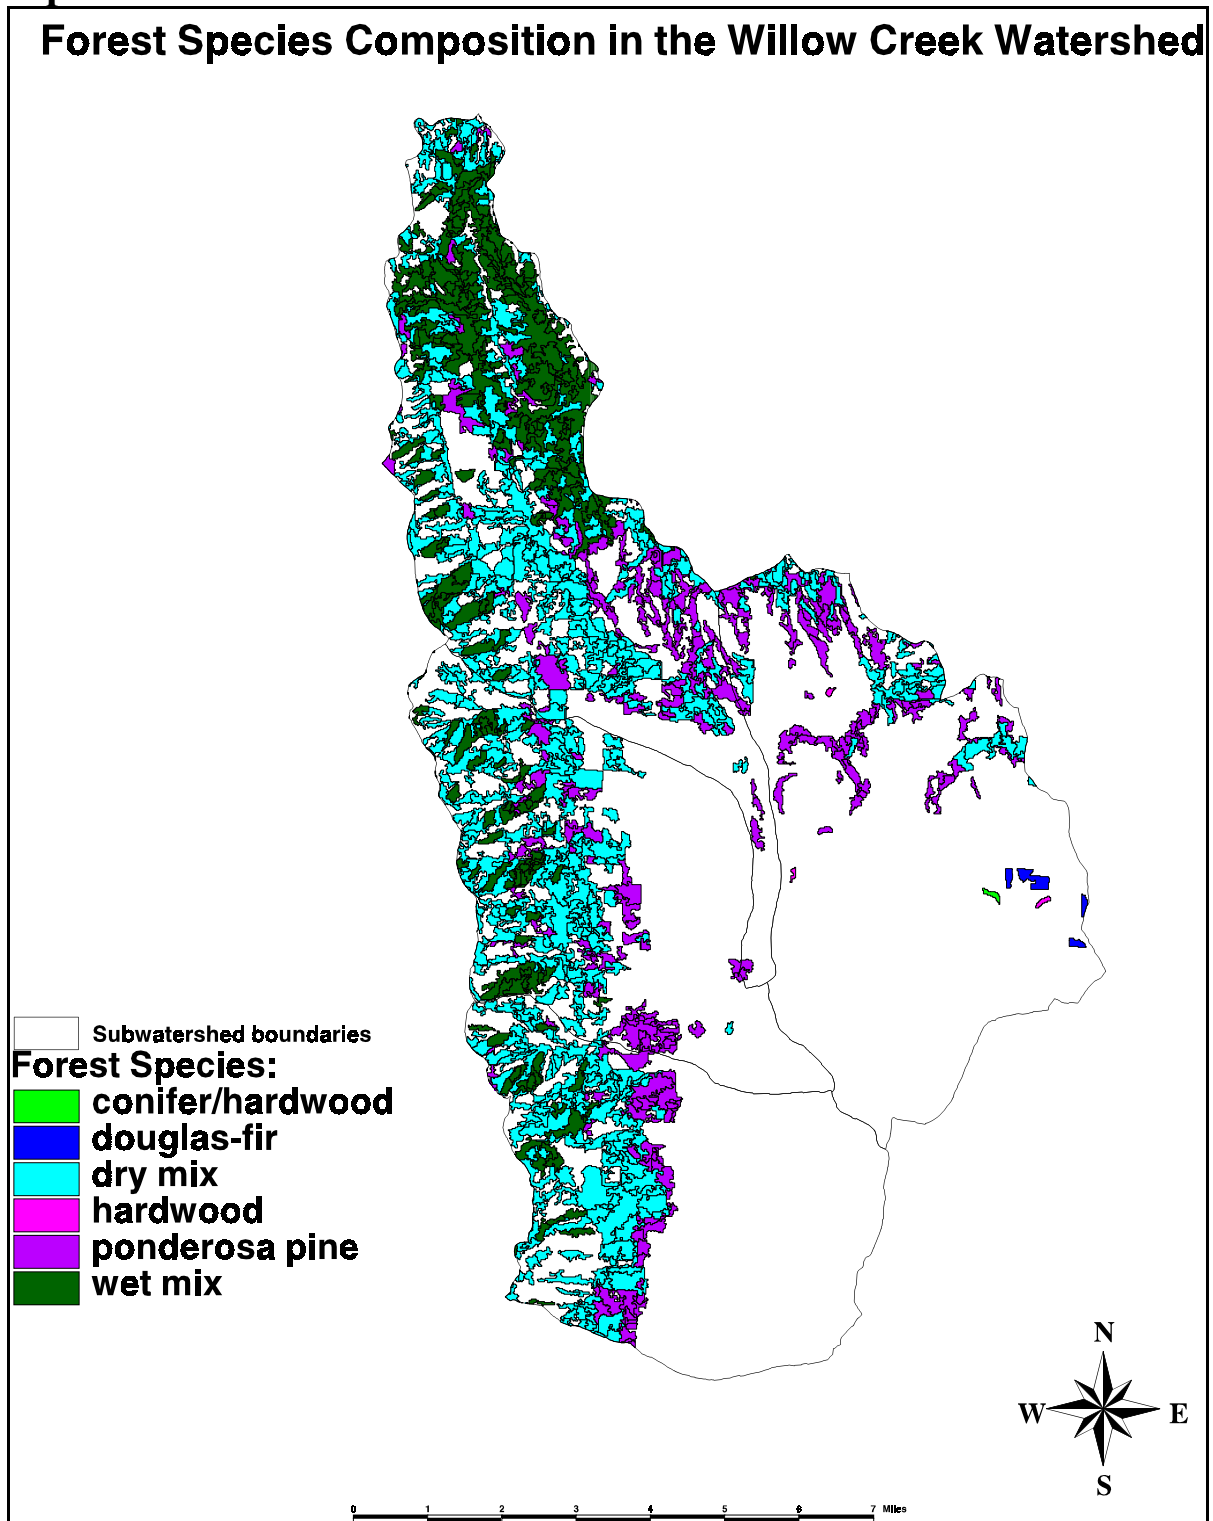 Forest Species Composition in the Willow Creek Watershed
Subwatershed boundaries
Forest Species:
conifer/hardwood
douglas-fir
dry mix
hardwood
ponderosa pine
wet mix
N
W E
S
0 1 2 3 4 5 6 7 Miles